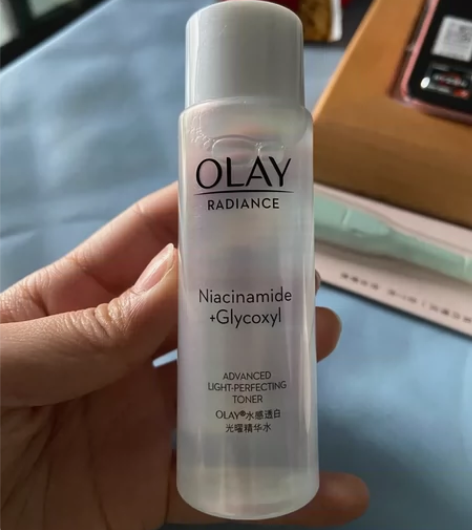 OLAY
RADIANCE
Niacinamide
+Glycoxyl
ADVANCED
LIGHT-PERFECTING
TONER
OLAY®水感透白
光曜精华水